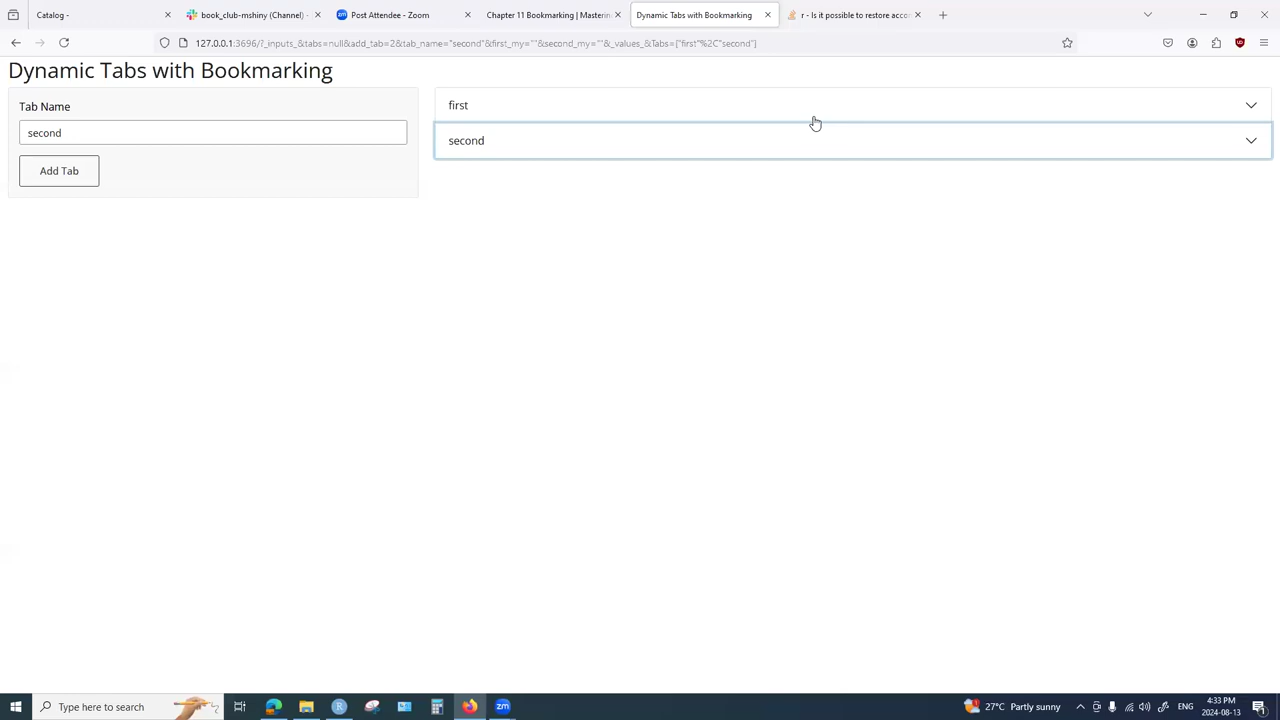 Catalog -
book_club-mshiny (Channel) -
Post Attendee - Zoom
Chapter 11 Bookmarking | Masterin
Dynamic Tabs with Bookmarking
r - Is it possible to restore acco
127.0.0.1:3696/?_inputs_&tabs=null&add_tab=2&tab_name="second"&first_my=""&second_my=""&_values_&Tabs=["first"%2C"second"]
Dynamic Tabs with Bookmarking
Tab Name
second
Add Tab
first
second
Type here to search
27°C Partly sunny
ENG
4:33 PM
2024-08-13